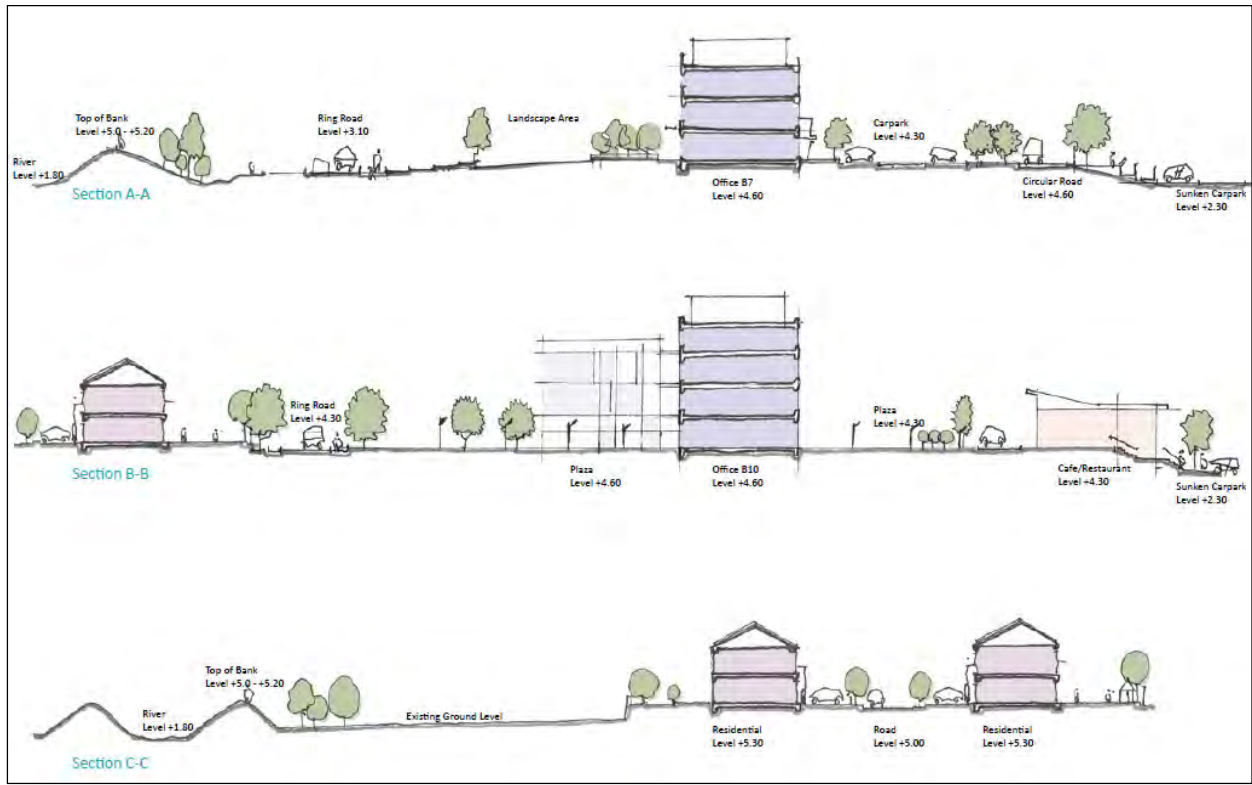 Top of Bank
Level +5.0 - +5.20
Ring Road
Level +3.10
Landscape Area
Carpark
Level +4.30
River
Level +1.80
Section A-A
Office B7
Level +4.60
Circular Road
Level +4.60
Sunken Carpark
Level +2.30
Ring Road
Level +4.30
Plaza
Level +4.30
Section B-B
Plaza
Level +4.60
Office B10
Level +4.60
Cafe/Restaurant
Level +4.30
Sunken Carpark
Level +2.30
Top of Bank
Level +5.0 - +5.20
River
Level +1.80
Existing Ground Level
Residential
Level +5.30
Road
Level +5.00
Residential
Level +5.30
Section C-C